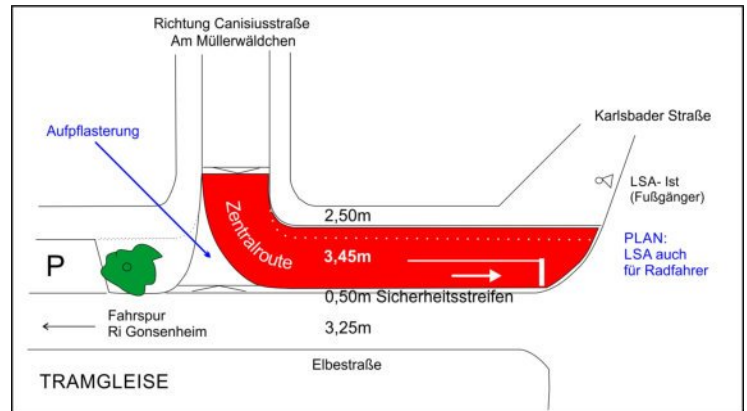 Richtung Canisiusstraße
Am Müllerwäldchen
Aufpflasterung
Karlsbader Straße
LSA- Ist
(Fußgänger)
2,50m
Zentralroute
3,45m
PLAN:
LSA auch
für Radfahrer
P
0,50m Sicherheitsstreifen
Fahrspur
Ri Gonsenheim
3,25m
Elbestraße
TRAMGLEISE